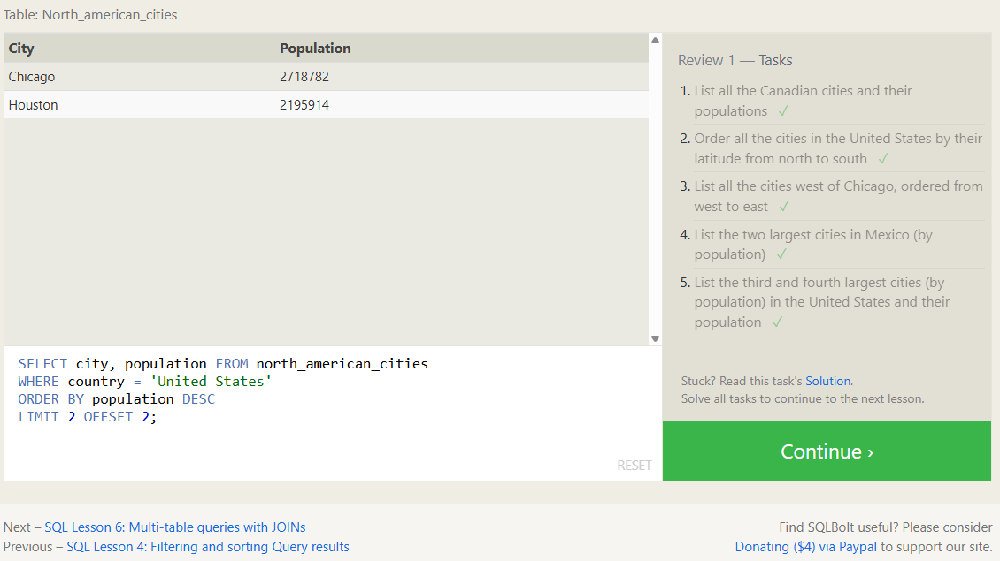 Table: North_american_cities
City Population
Chicago 2718782
Houston 2195914
SELECT city, population FROM north_american_cities
WHERE country = 'United States'
ORDER BY population DESC
LIMIT 2 OFFSET 2;
RESET
Review 1 — Tasks
1. List all the Canadian cities and their
populations ✓
2. Order all the cities in the United States by their
latitude from north to south ✓
3. List all the cities west of Chicago, ordered from
west to east ✓
4. List the two largest cities in Mexico (by
population) ✓
5. List the third and fourth largest cities (by
population) in the United States and their
population ✓
Stuck? Read this task's Solution.
Solve all tasks to continue to the next lesson.
Continue ›
Next – SQL Lesson 6: Multi-table queries with JOINs
Previous – SQL Lesson 4: Filtering and sorting Query results
Find SQLBolt useful? Please consider
Donating ($4) via Paypal to support our site.